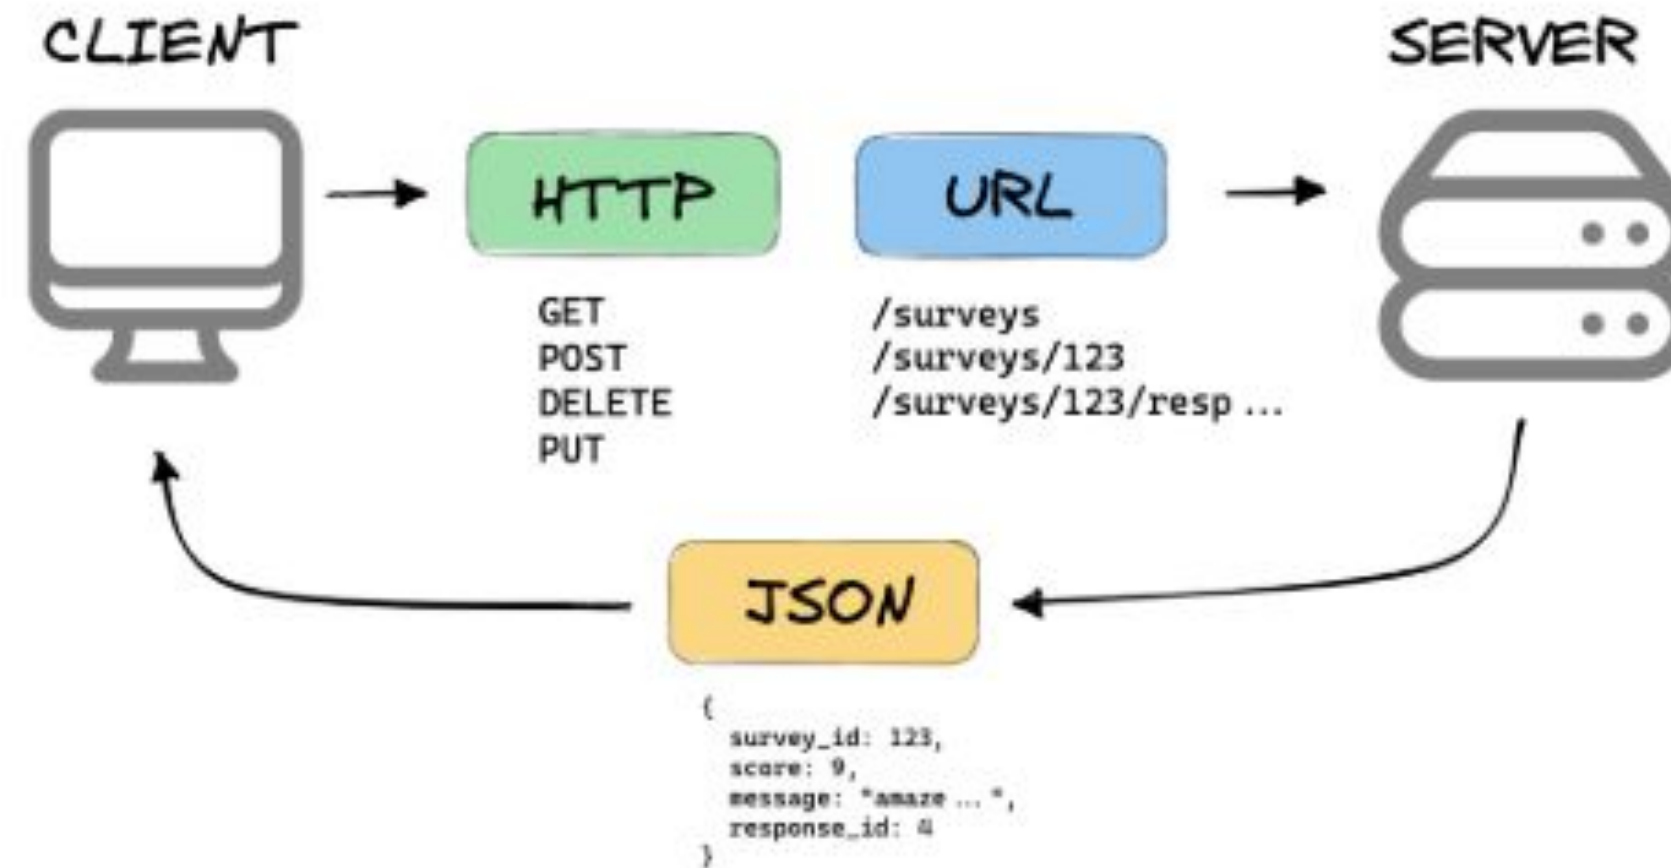 CLIENT
SERVER
HTTP
URL
GET
POST
DELETE
PUT
/surveys
/surveys/123
/surveys/123/resp ...
JSON
{
survey_id: 123,
score: 9,
message: "amaze ... ",
response_id: 4
}